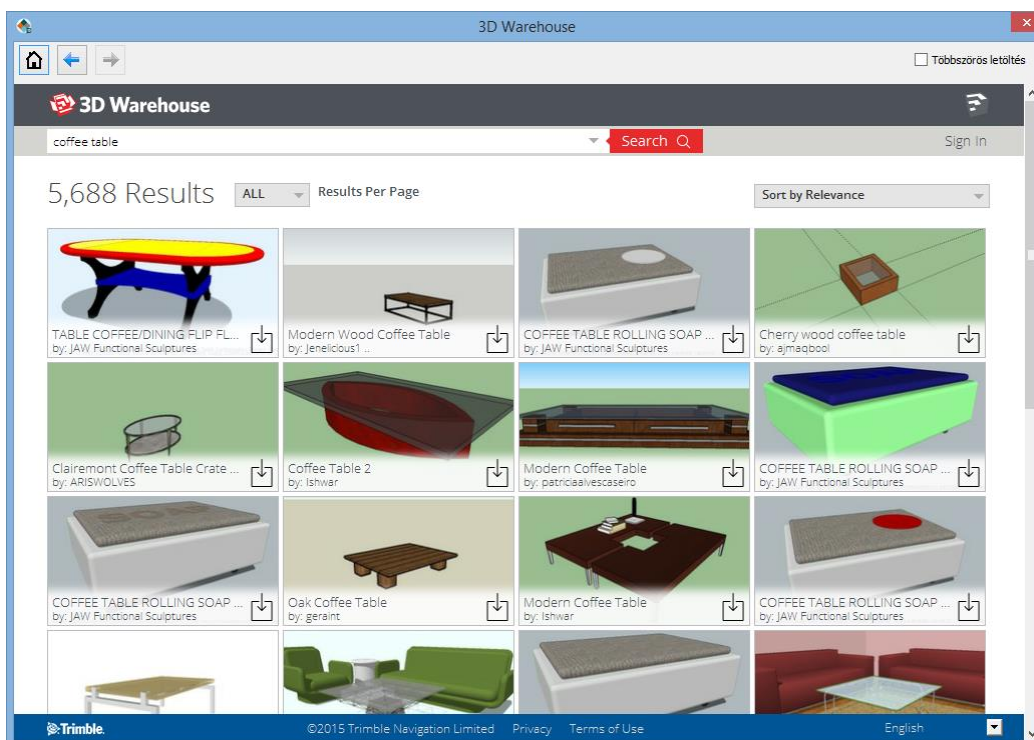 3D Warehouse
Többszörös letöltés
3D Warehouse
coffee table
Search
Sign In
5,688 Results
ALL
Results Per Page
Sort by Relevance
TABLE COFFEE/DINING FLIP FL...
by: JAW Functional Sculptures
Modern Wood Coffee Table
by: Jenelicious1 ..
COFFEE TABLE ROLLING SOAP ...
by: JAW Functional Sculptures
Cherry wood coffee table
by: ajmaqbool
Clairemont Coffee Table Crate ...
by: ARISWOLVES
Coffee Table 2
by: Ishwar
Modern Coffee Table
by: patriciaalvescaseiro
COFFEE TABLE ROLLING SOAP ...
by: JAW Functional Sculptures
COFFEE TABLE ROLLING SOAP ...
by: JAW Functional Sculptures
Oak Coffee Table
by: geraint
Modern Coffee Table
by: Ishwar
COFFEE TABLE ROLLING SOAP ...
by: JAW Functional Sculptures
Trimble.
©2015 Trimble Navigation Limited
Privacy
Terms of Use
English